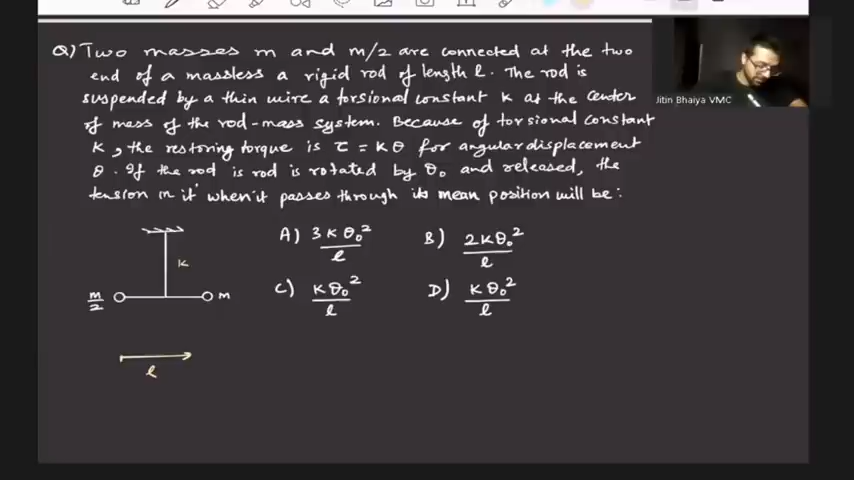 Q) Two masses m and m/2 are connected at the two
end of a massless a rigid rod of length l. The rod is
suspended by a thin wire a torsional constant K at the center
of mass of the rod-mass system. Because of torsional constant
K, the restoring torque is τ = Kθ for angular displacement
θ. If the rod is rod is rotated by θ₀ and released, the
tension in it when it passes through its mean position will be:
A) 3Kθ₀²/l B) 2Kθ₀²/l
C) Kθ₀²/l D) Kθ₀²/l
K
m/2 m
l
Jitin Bhaiya VMC